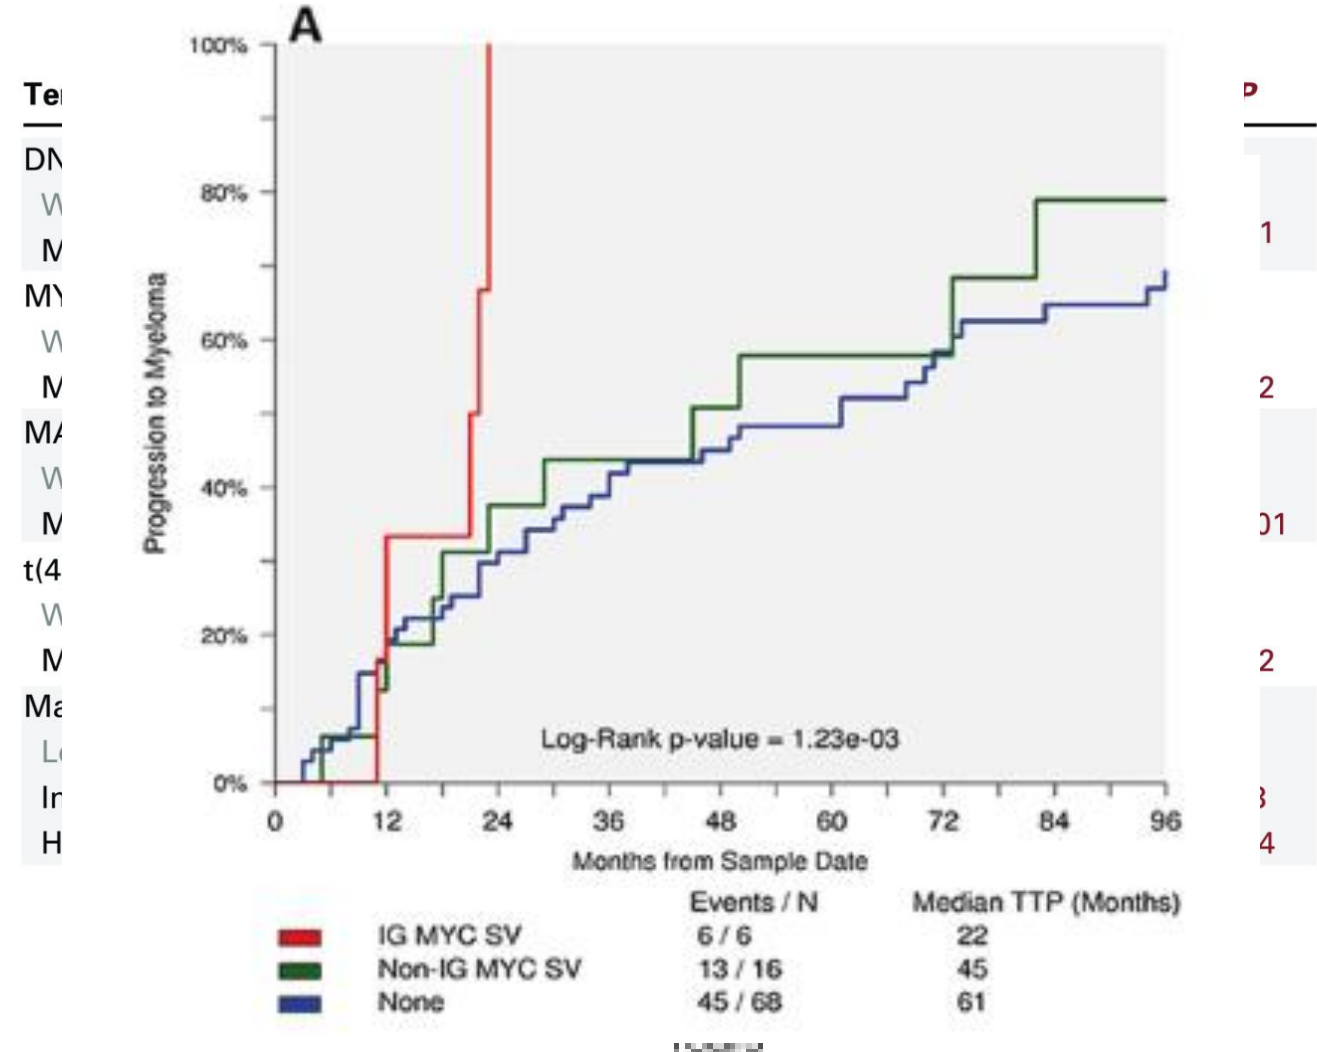 A
100%
80%
60%
40%
20%
0%
Progression to Myeloma
Log-Rank p-value = 1.23e-03
0 12 24 36 48 60 72 84 96
Months from Sample Date
Events / N Median TTP (Months)
IG MYC SV 6 / 6 22
Non-IG MYC SV 13 / 16 45
None 45 / 68 61
Te
P
DN
W
M
1
MY
W
M
2
MA
W
M
01
t(4
W
M
2
Ma
In
3
H
4